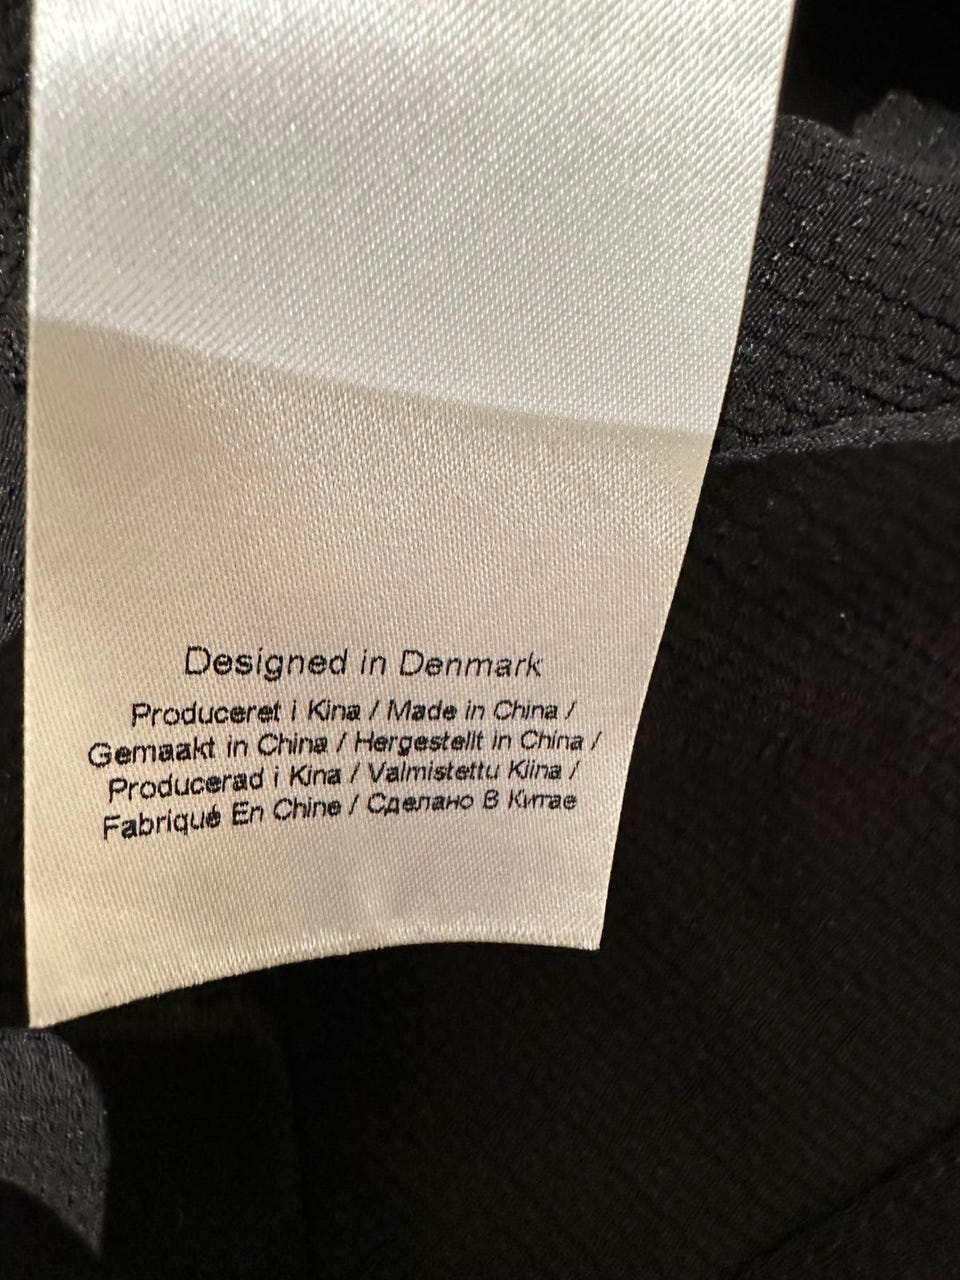 Designed in Denmark
Produceret i Kina / Made in China /
Gemaakt in China / Hergestellt in China /
Producerad i Kina / Valmistettu Kiina /
Fabriqué En Chine / Сделано В Китае